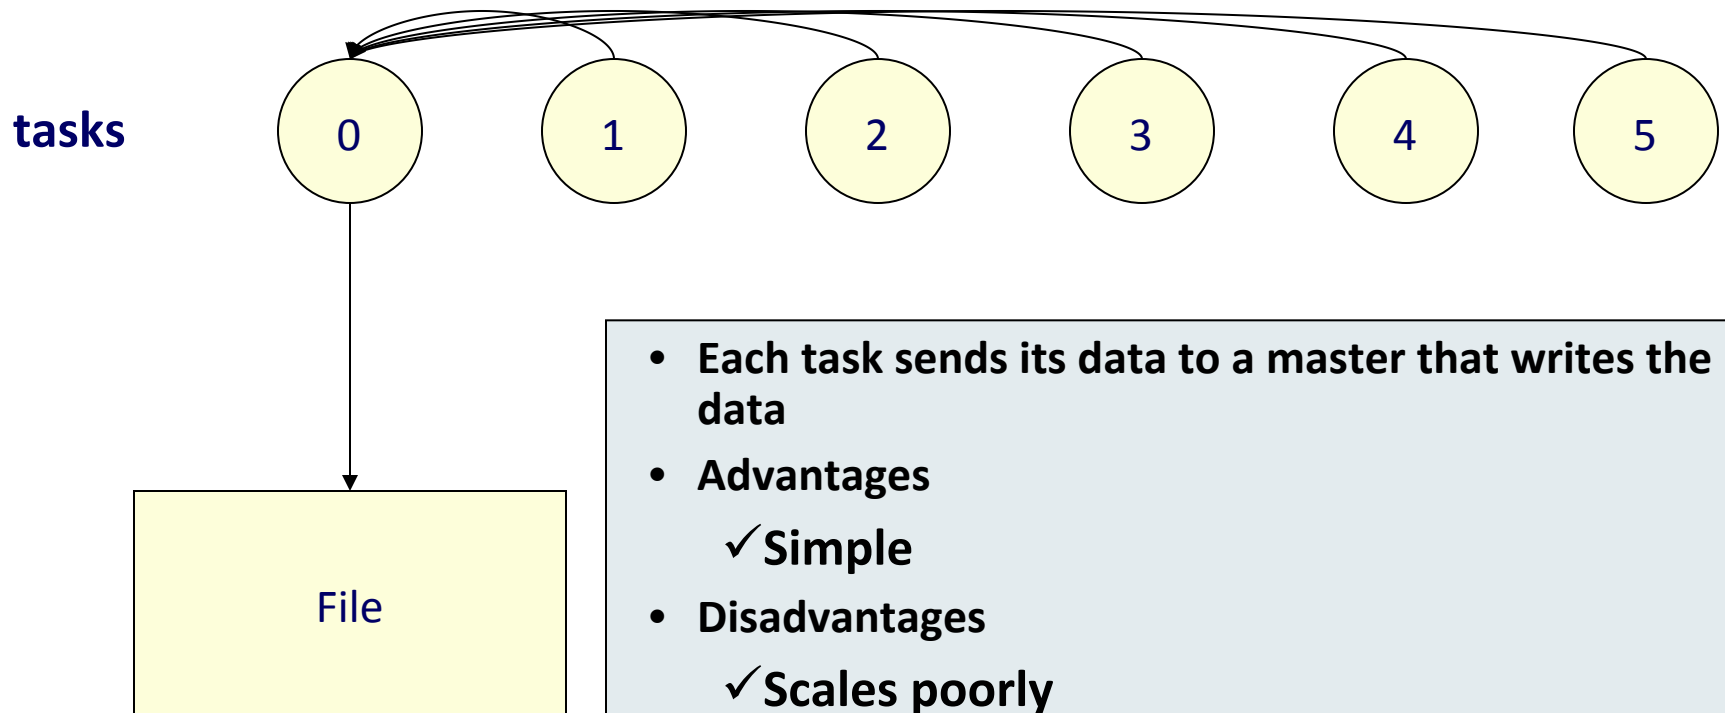 tasks 0 1 2 3 4 5
• Each task sends its data to a master that writes the
data
• Advantages
✓Simple
File
• Disadvantages
✓Scales poorly